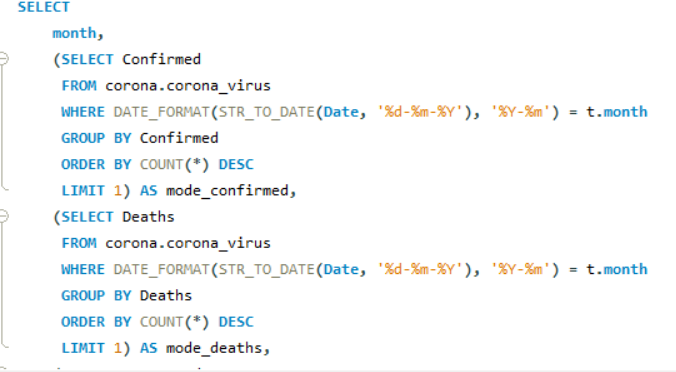 SELECT
month,
(SELECT Confirmed
FROM corona.corona_virus
WHERE DATE_FORMAT(STR_TO_DATE(Date, '%d-%m-%Y'), '%Y-%m') = t.month
GROUP BY Confirmed
ORDER BY COUNT(*) DESC
LIMIT 1) AS mode_confirmed,
(SELECT Deaths
FROM corona.corona_virus
WHERE DATE_FORMAT(STR_TO_DATE(Date, '%d-%m-%Y'), '%Y-%m') = t.month
GROUP BY Deaths
ORDER BY COUNT(*) DESC
LIMIT 1) AS mode_deaths,